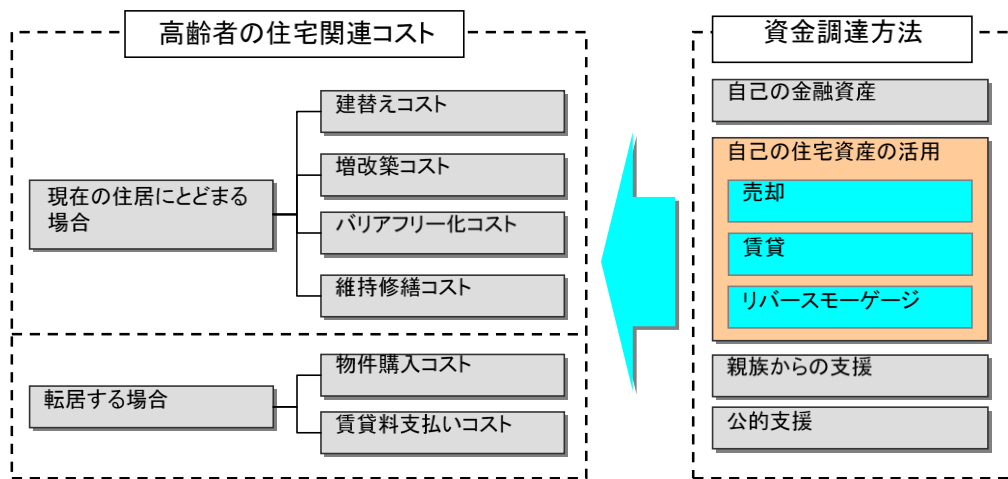 高齢者の住宅関連コスト
現在の住居にとどまる
場合
建替えコスト
増改築コスト
バリアフリー化コスト
維持修繕コスト
転居する場合
物件購入コスト
賃貸料支払いコスト
資金調達方法
自己の金融資産
自己の住宅資産の活用
売却
賃貸
リバースモーゲージ
親族からの支援
公的支援